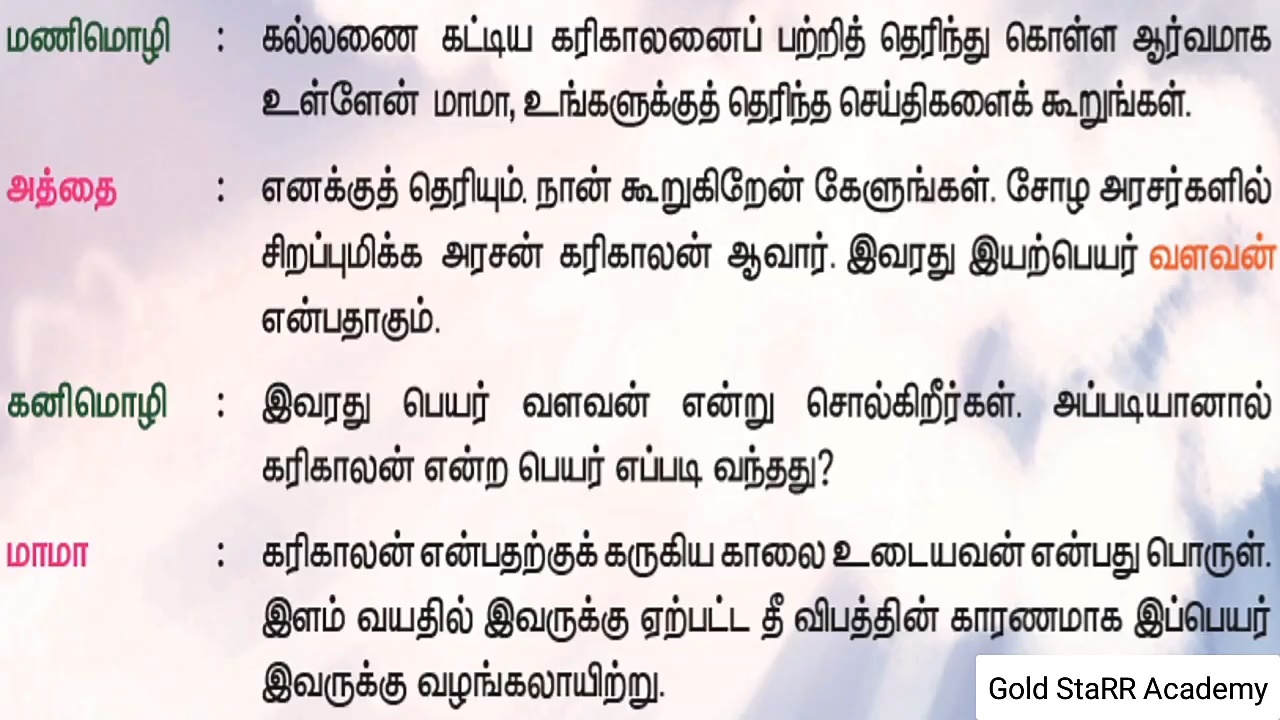 மணிமொழி : கல்லணை கட்டிய கரிகாலனைப் பற்றித் தெரிந்து கொள்ள ஆர்வமாக
உள்ளேன் மாமா, உங்களுக்குத் தெரிந்த செய்திகளைக் கூறுங்கள்.
அத்தை : எனக்குத் தெரியும். நான் கூறுகிறேன் கேளுங்கள். சோழ அரசர்களில்
சிறப்புமிக்க அரசன் கரிகாலன் ஆவார். இவரது இயற்பெயர் வளவன்
என்பதாகும்.
கனிமொழி : இவரது பெயர் வளவன் என்று சொல்கிறீர்கள். அப்படியானால்
கரிகாலன் என்ற பெயர் எப்படி வந்தது?
மாமா : கரிகாலன் என்பதற்குக் கருகிய காலை உடையவன் என்பது பொருள்.
இளம் வயதில் இவருக்கு ஏற்பட்ட தீ விபத்தின் காரணமாக இப்பெயர்
இவருக்கு வழங்கலாயிற்று.
Gold StaRR Academy